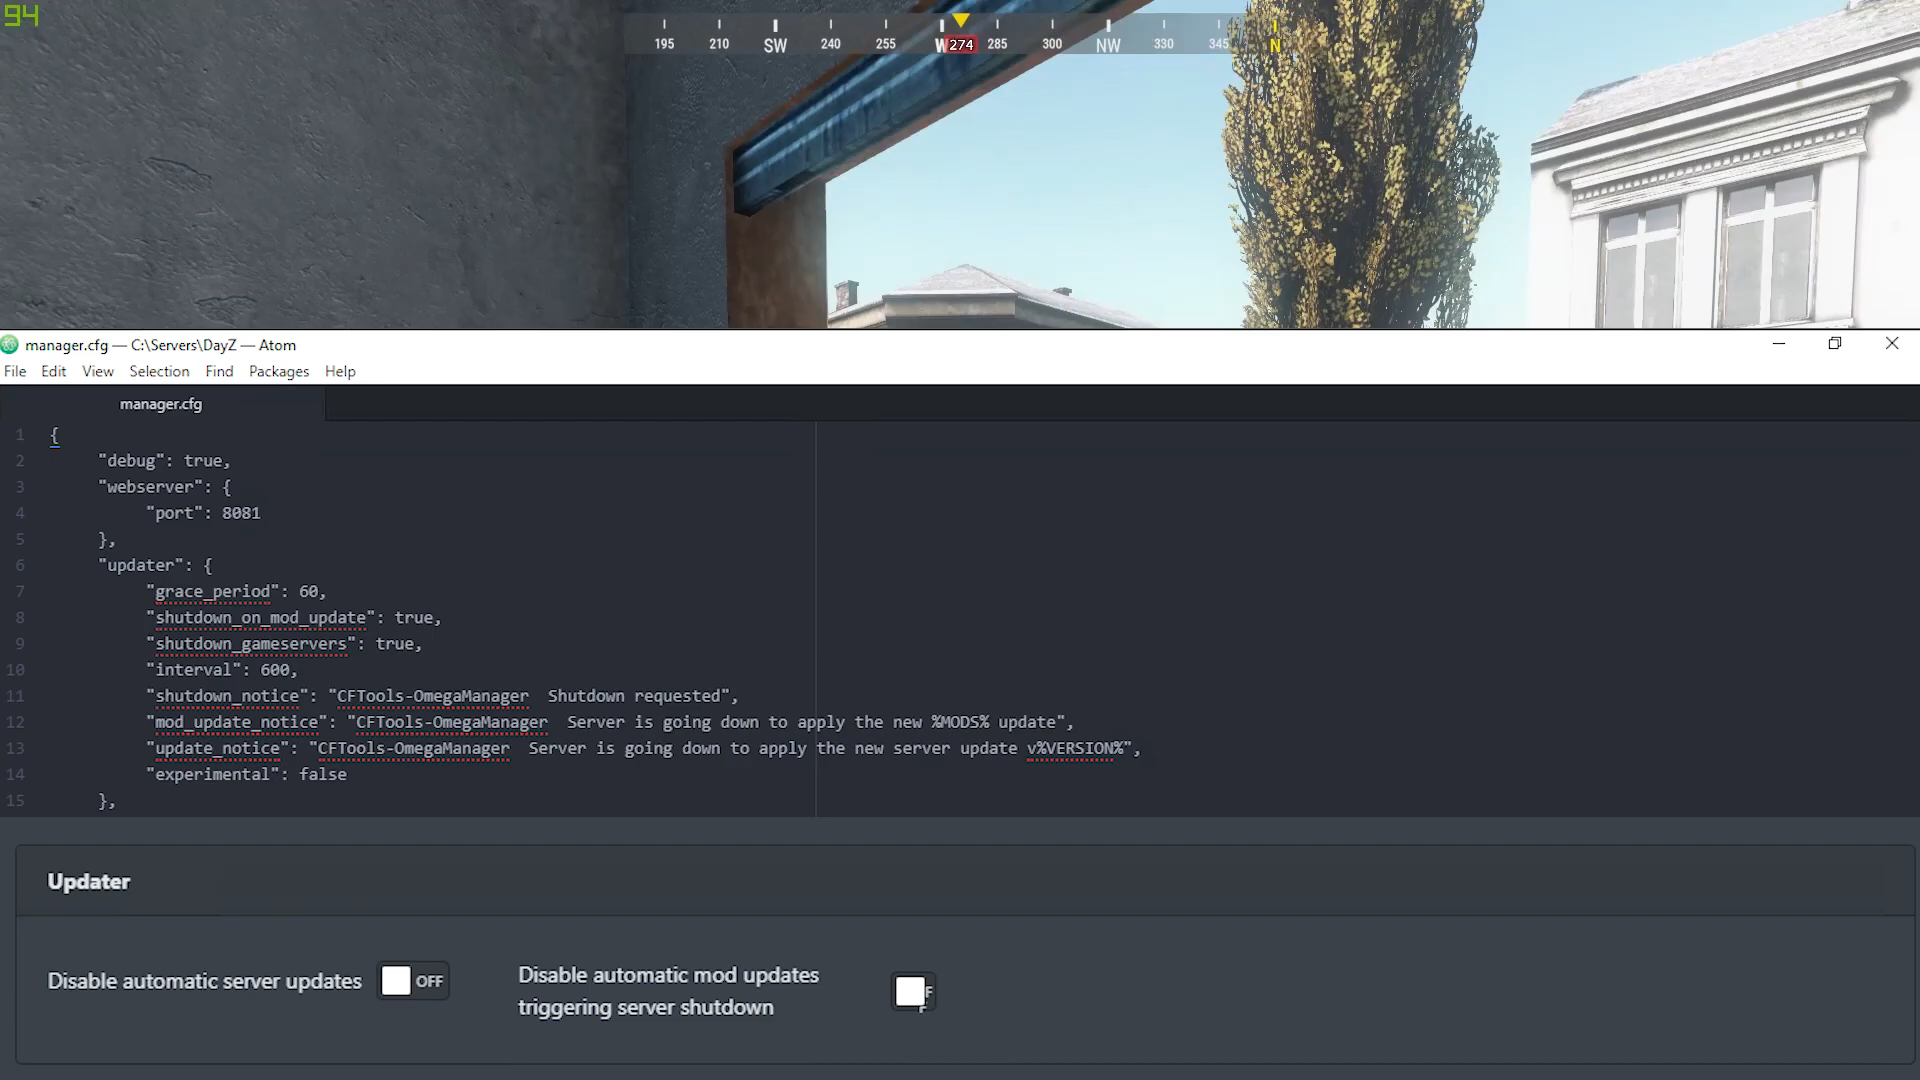 94
195 210 SW 240 255 W 274 285 300 NW 330 345 N
manager.cfg — C:\Servers\DayZ — Atom
File Edit View Selection Find Packages Help
manager.cfg
1 {
2 "debug": true,
3 "webserver": {
4 "port": 8081
5 },
6 "updater": {
7 "grace_period": 60,
8 "shutdown_on_mod_update": true,
9 "shutdown_gameservers": true,
10 "interval": 600,
11 "shutdown_notice": "CFTools-OmegaManager  Shutdown requested",
12 "mod_update_notice": "CFTools-OmegaManager  Server is going down to apply the new %MODS% update",
13 "update_notice": "CFTools-OmegaManager  Server is going down to apply the new server update v%VERSION%",
14 "experimental": false
15 },
Updater
Disable automatic server updates OFF
Disable automatic mod updates
triggering server shutdown